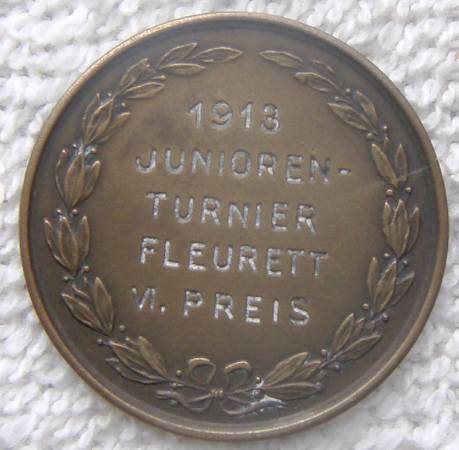 1913
JUNIOREN-
TURNIER
FLEURETT
VI. PREIS